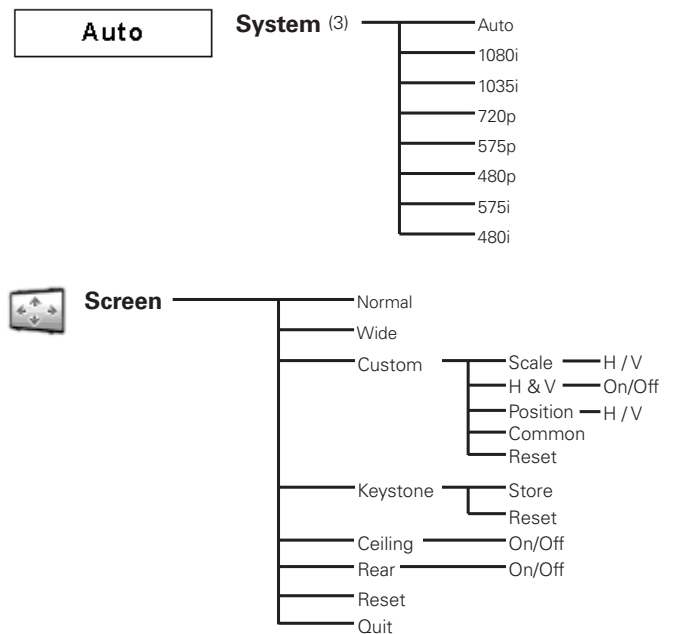 Auto
System (3)
Auto
1080i
1035i
720p
575p
480p
575i
480i
Screen
Normal
Wide
Custom
Scale
H / V
H & V
On/Off
Position
H / V
Common
Reset
Keystone
Store
Reset
Ceiling
On/Off
Rear
On/Off
Reset
Quit